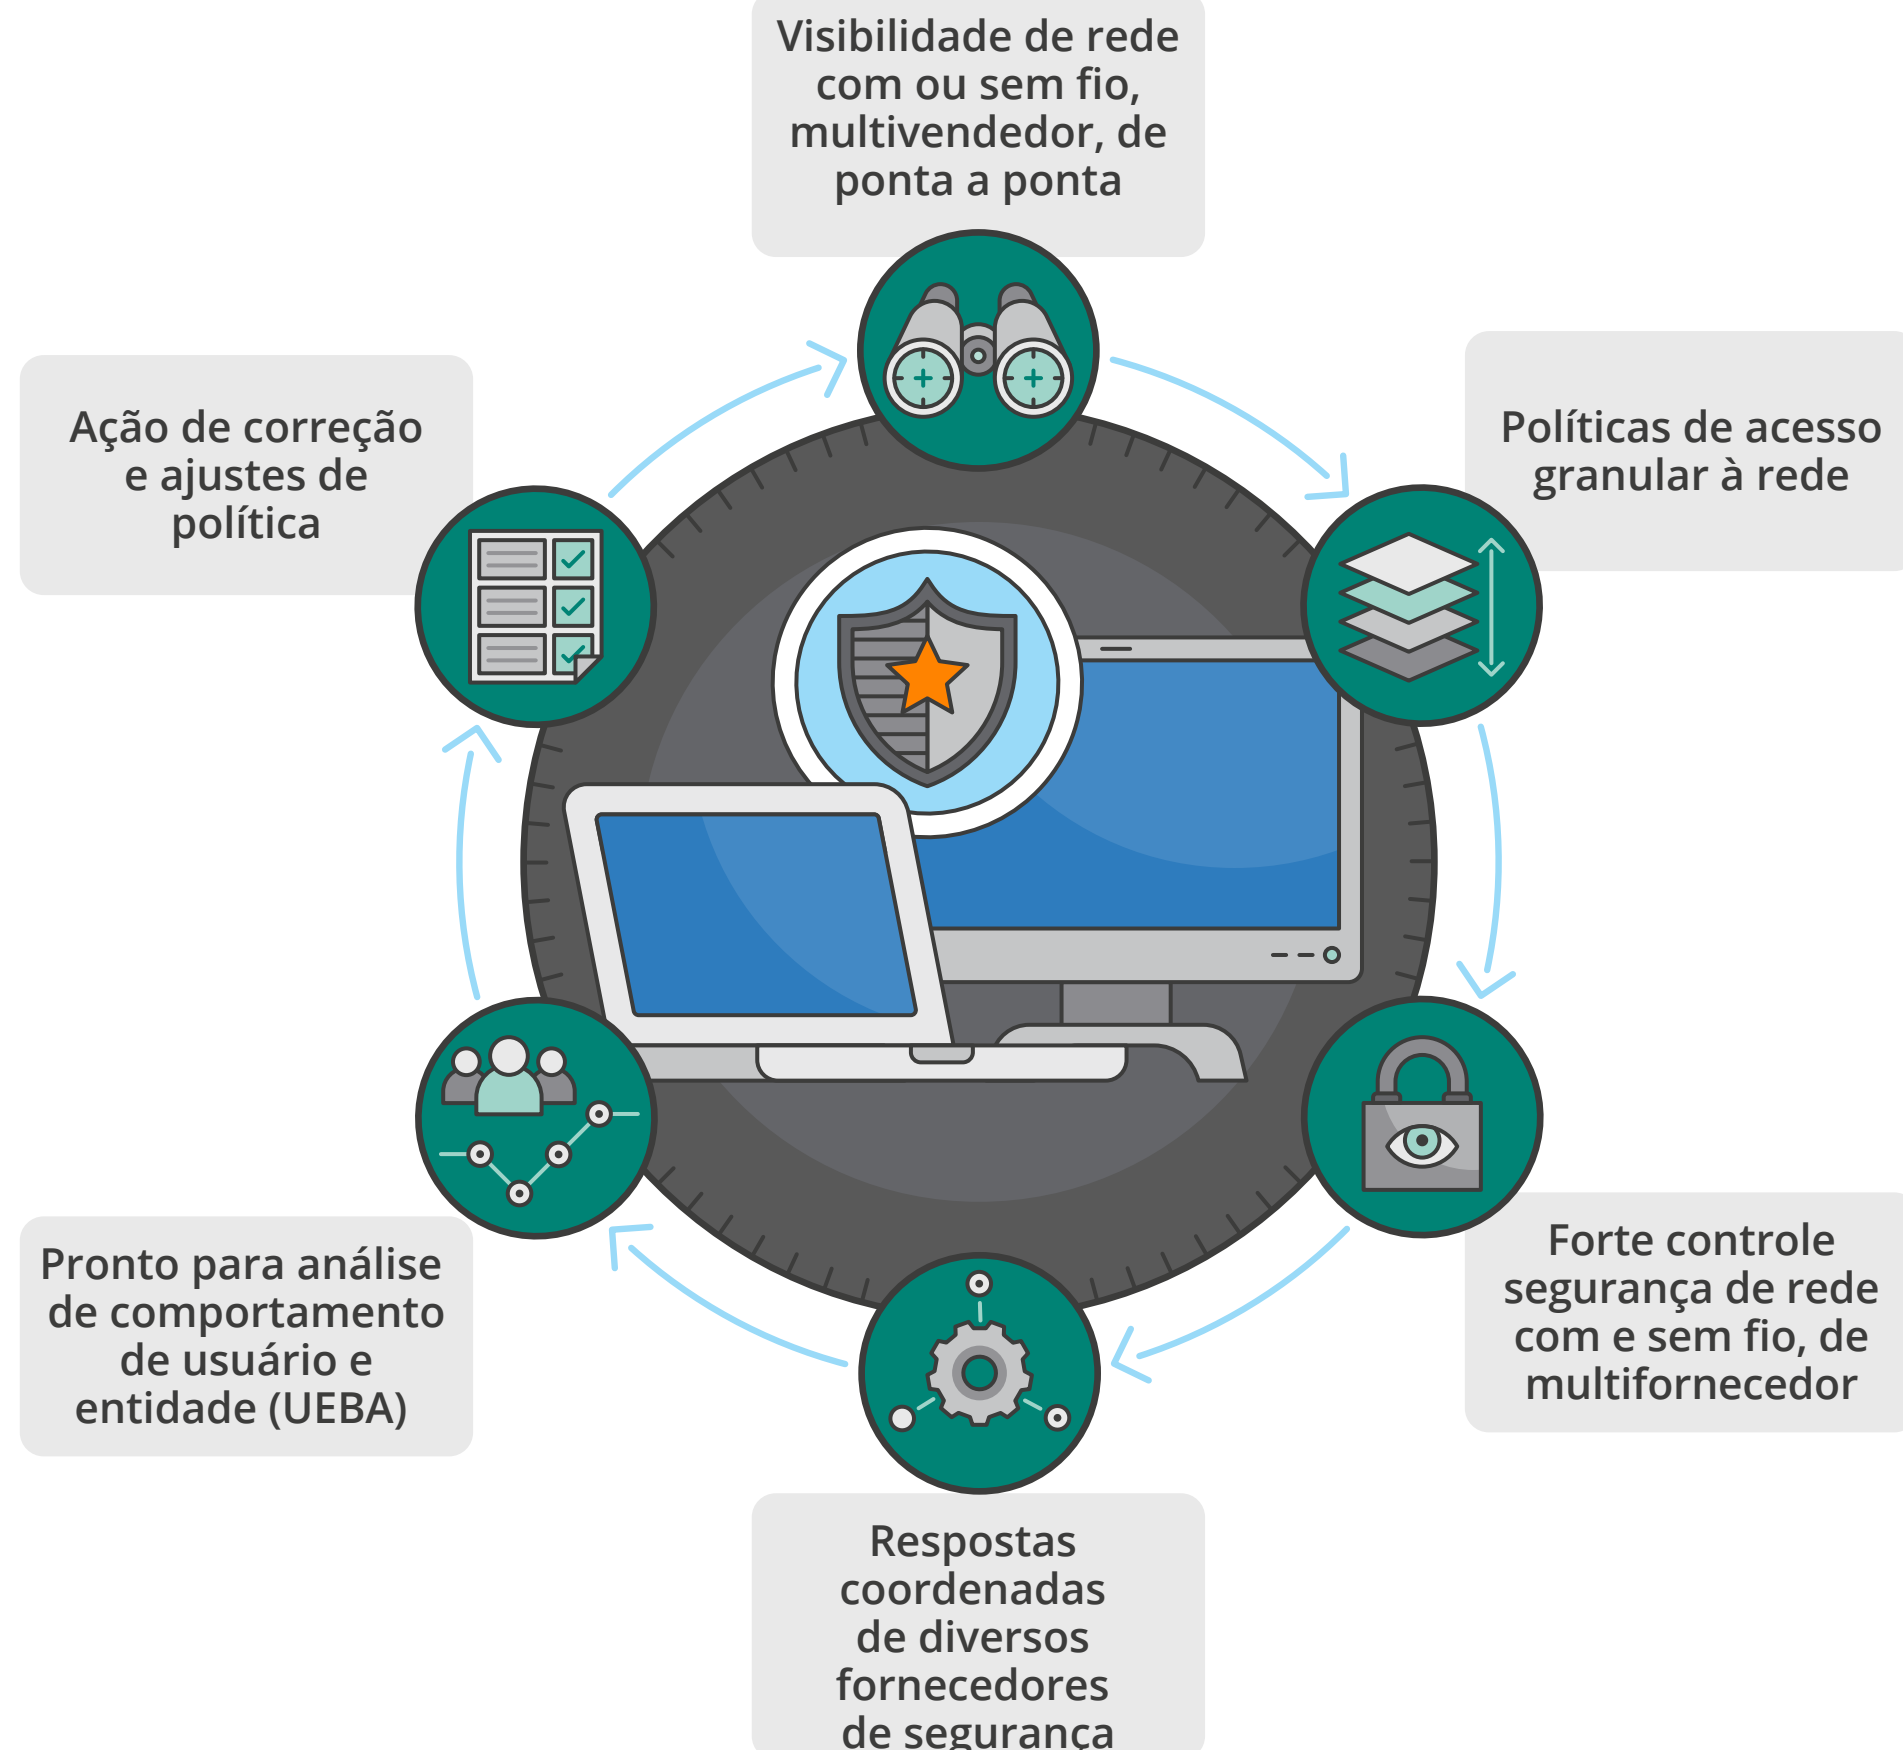 Visibilidade de rede
com ou sem fio,
multivendedor, de
ponta a ponta
Políticas de acesso
granular à rede
Forte controle
segurança de rede
com e sem fio, de
multifornecedor
Respostas
coordenadas
de diversos
fornecedores
de segurança
Pronto para análise
de comportamento
de usuário e
entidade (UEBA)
Ação de correção
e ajustes de
política